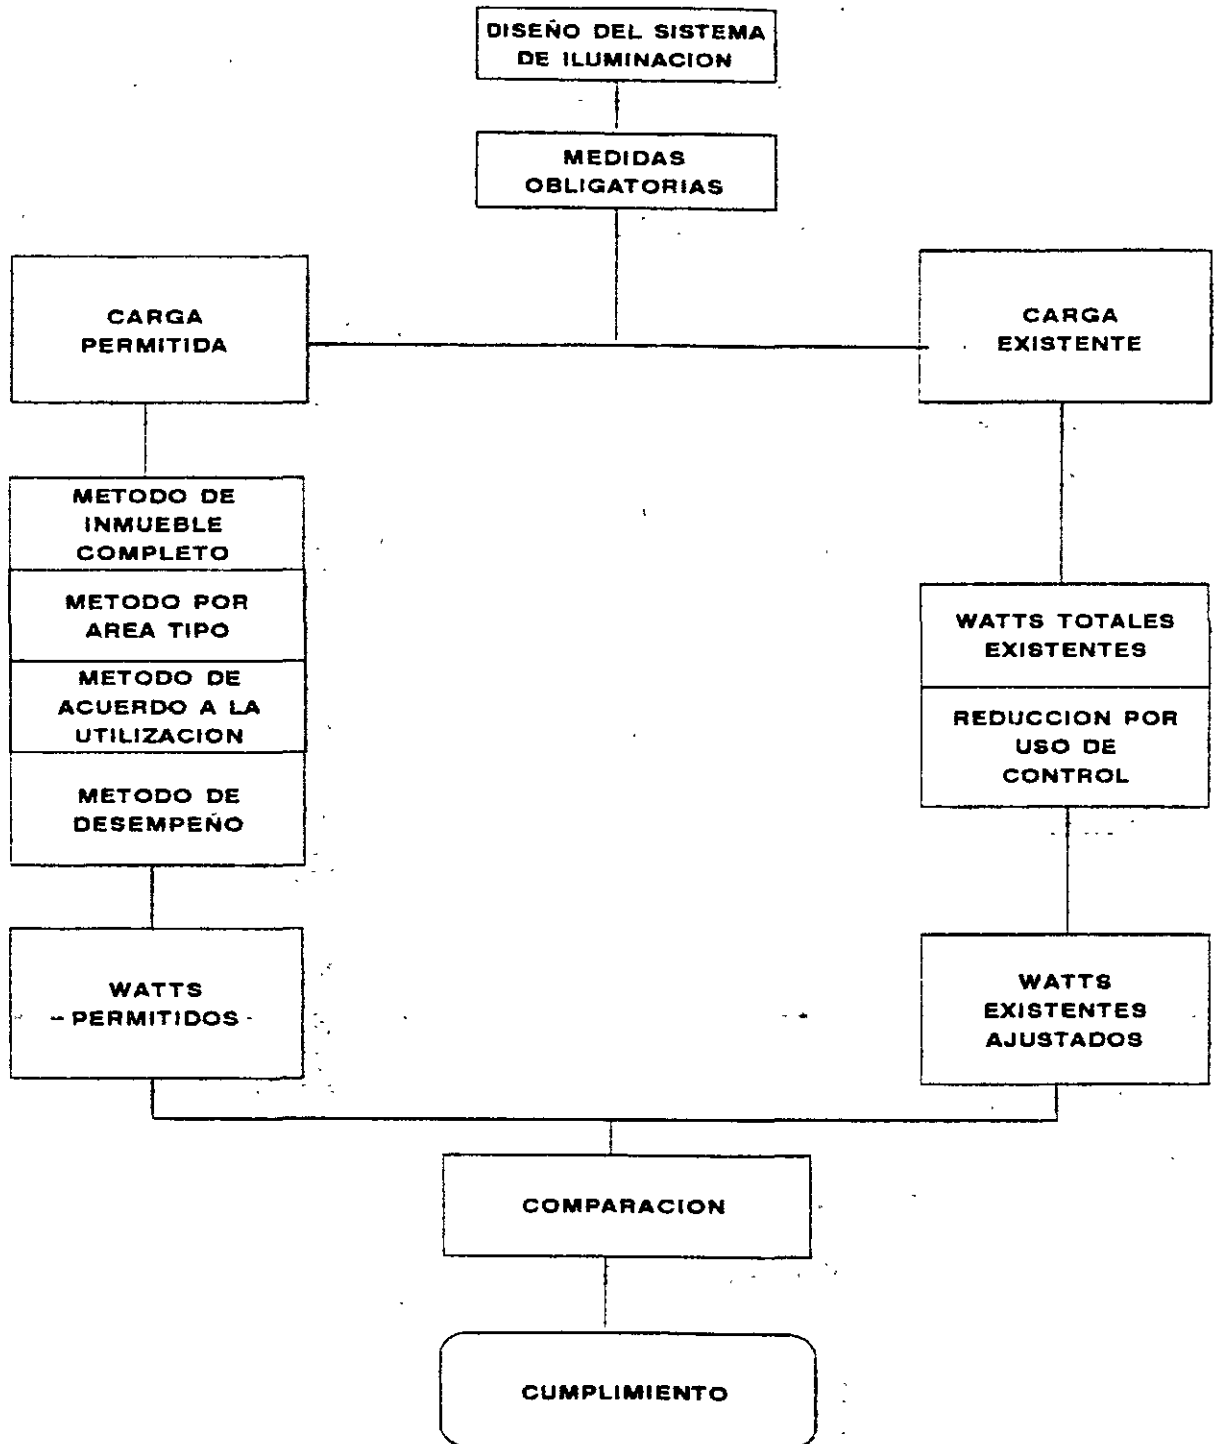 DISEÑO DEL SISTEMA
DE ILUMINACION
MEDIDAS
OBLIGATORIAS
CARGA
PERMITIDA
CARGA
EXISTENTE
METODO DE
INMUEBLE
COMPLETO
METODO POR
AREA TIPO
METODO DE
ACUERDO A LA
UTILIZACION
METODO DE
DESEMPEÑO
WATTS TOTALES
EXISTENTES
REDUCCION POR
USO DE
CONTROL
WATTS
PERMITIDOS
WATTS
EXISTENTES
AJUSTADOS
COMPARACION
CUMPLIMIENTO